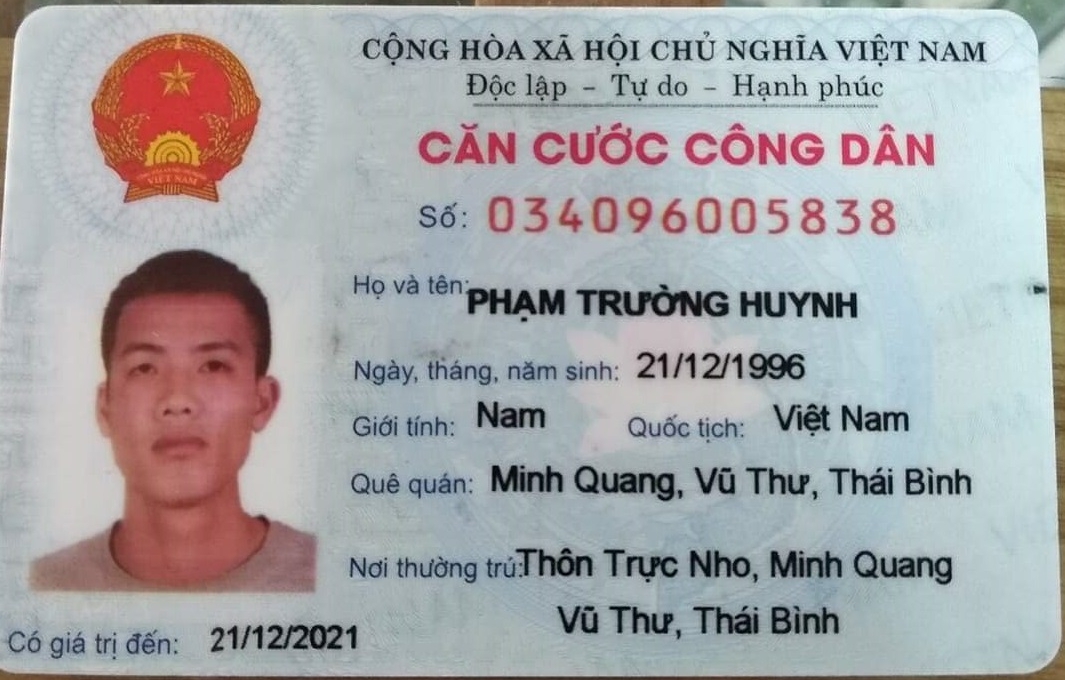 CỘNG HÒA XÃ HỘI CHỦ NGHĨA VIỆT NAM
Độc lập - Tự do - Hạnh phúc
CĂN CƯỚC CÔNG DÂN
Số: 034096005838
Họ và tên: PHẠM TRƯỜNG HUYNH
Ngày, tháng, năm sinh: 21/12/1996
Giới tính: Nam Quốc tịch: Việt Nam
Quê quán: Minh Quang, Vũ Thư, Thái Bình
Nơi thường trú: Thôn Trực Nho, Minh Quang
Vũ Thư, Thái Bình
Có giá trị đến: 21/12/2021